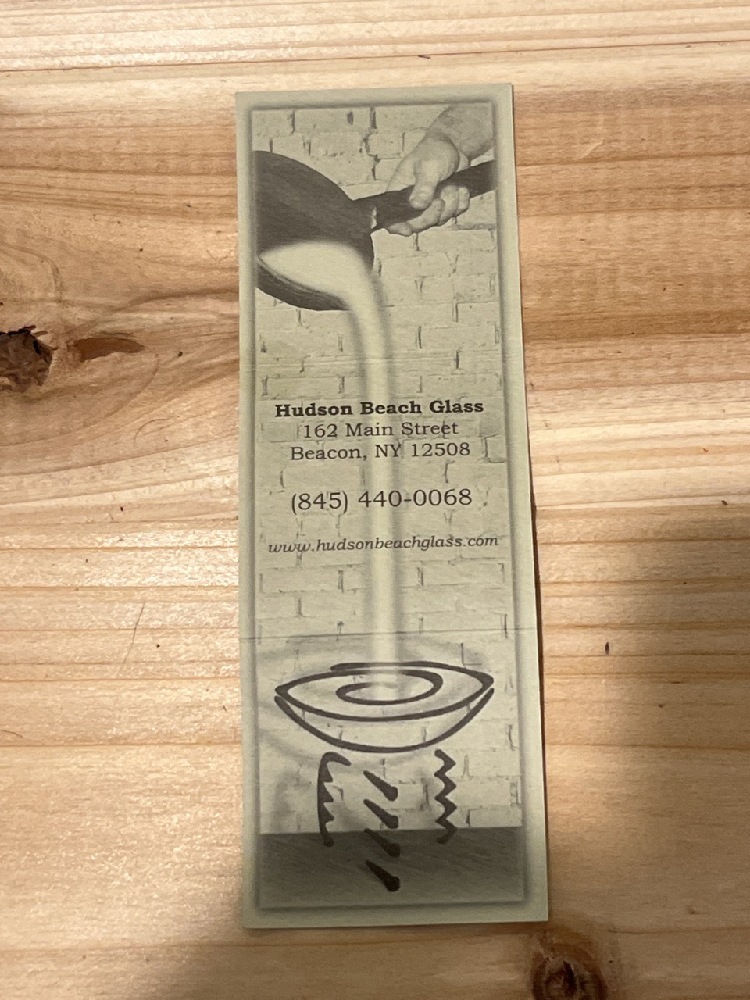 Hudson Beach Glass
162 Main Street
Beacon, NY 12508
(845) 440-0068
www.hudsonbeachglass.com